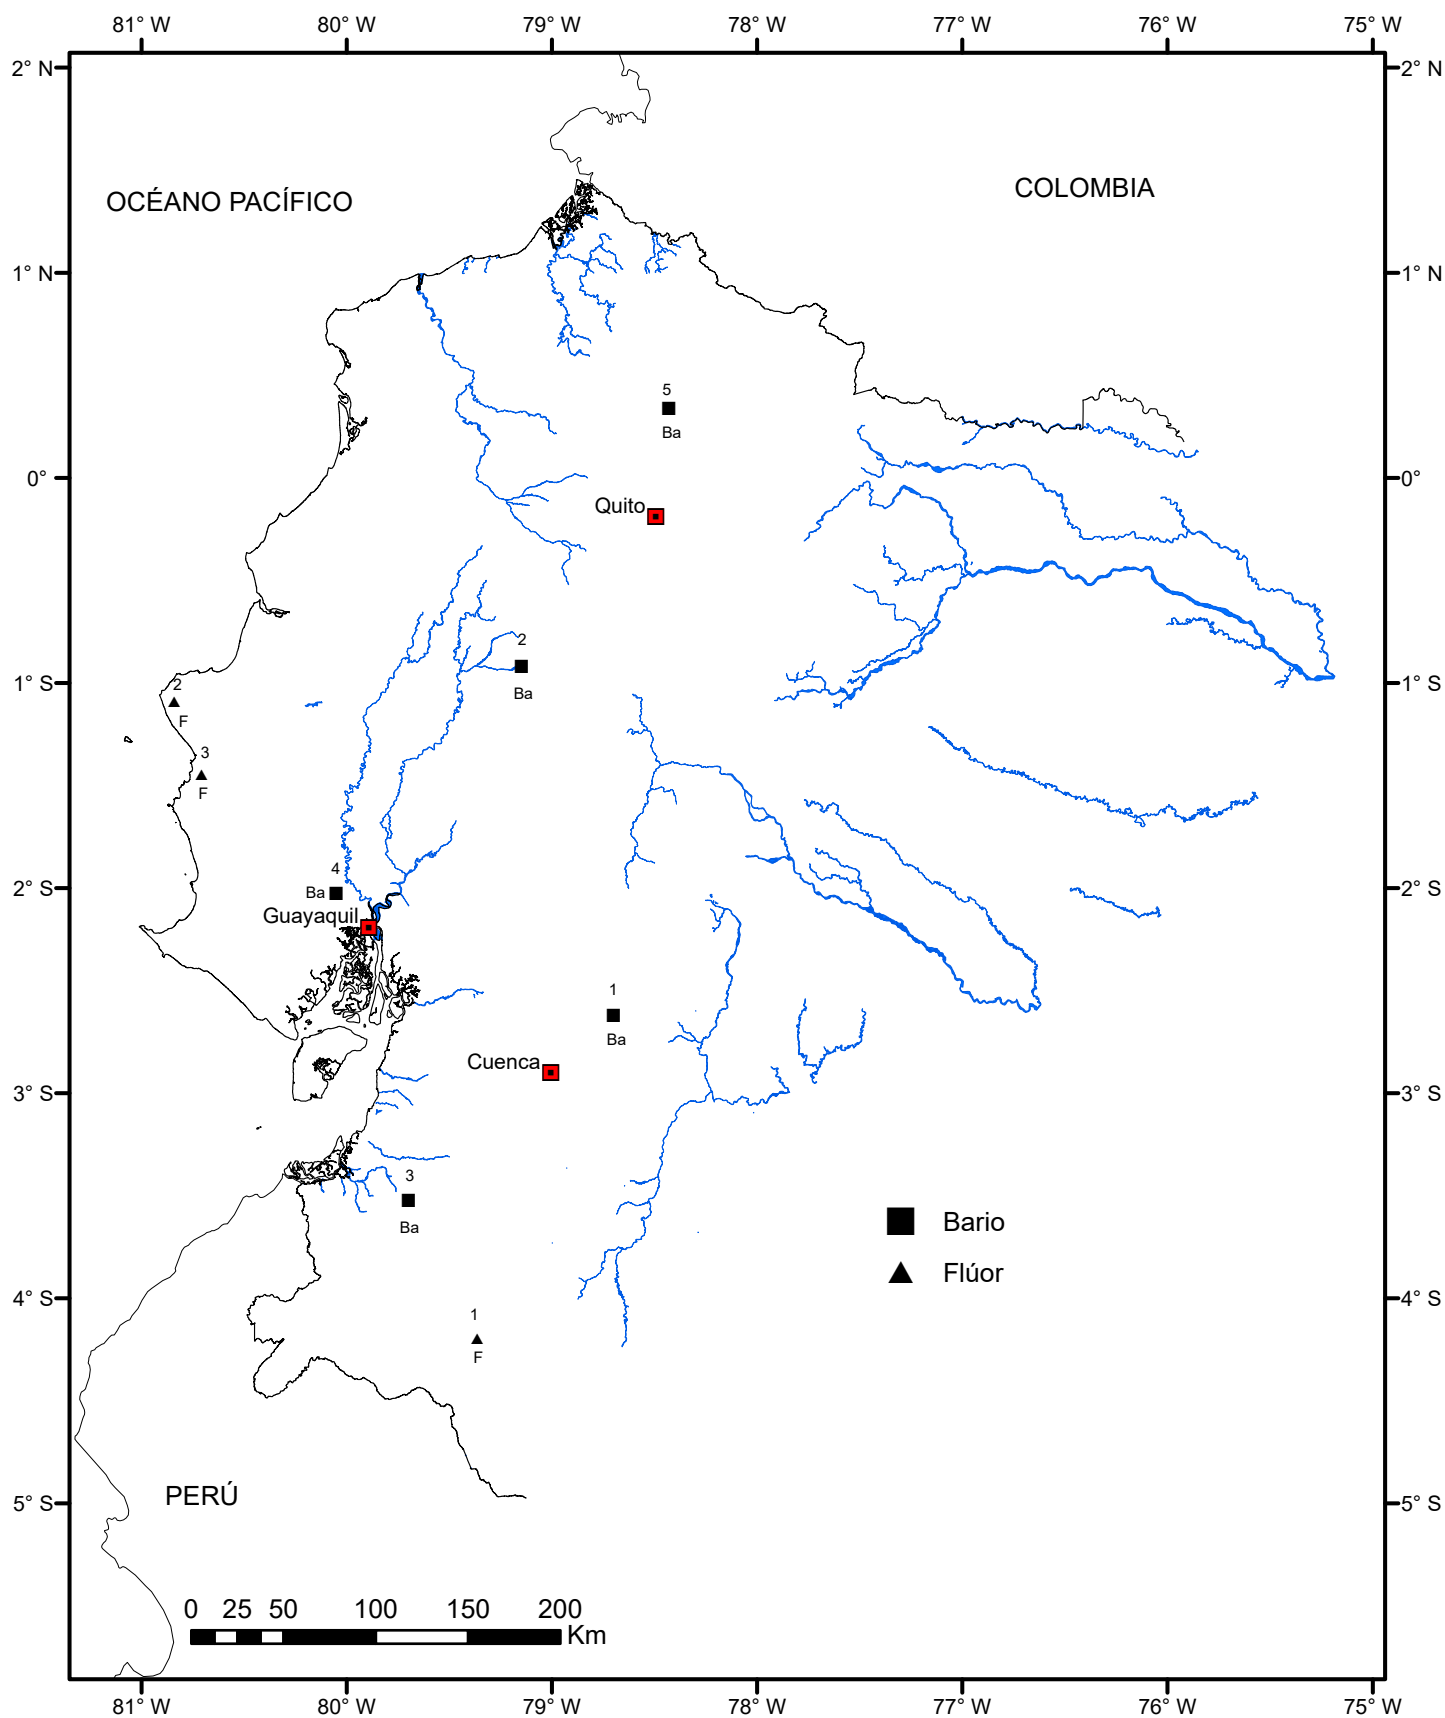 81° W
80° W
79° W
78° W
77° W
76° W
75° W
2° N
2° N
OCÉANO PACÍFICO
COLOMBIA
1° N
1° N
5
Ba
0°
0°
Quito
2
Ba
1° S
1° S
2
F
3
F
4
Ba
2° S
2° S
Guayaquil
1
Ba
Cuenca
3° S
3° S
3
Ba
Bario
Flúor
4° S
4° S
1
F
PERÚ
5° S
5° S
0 25 50 100 150 200
Km
81° W
80° W
79° W
78° W
77° W
76° W
75° W